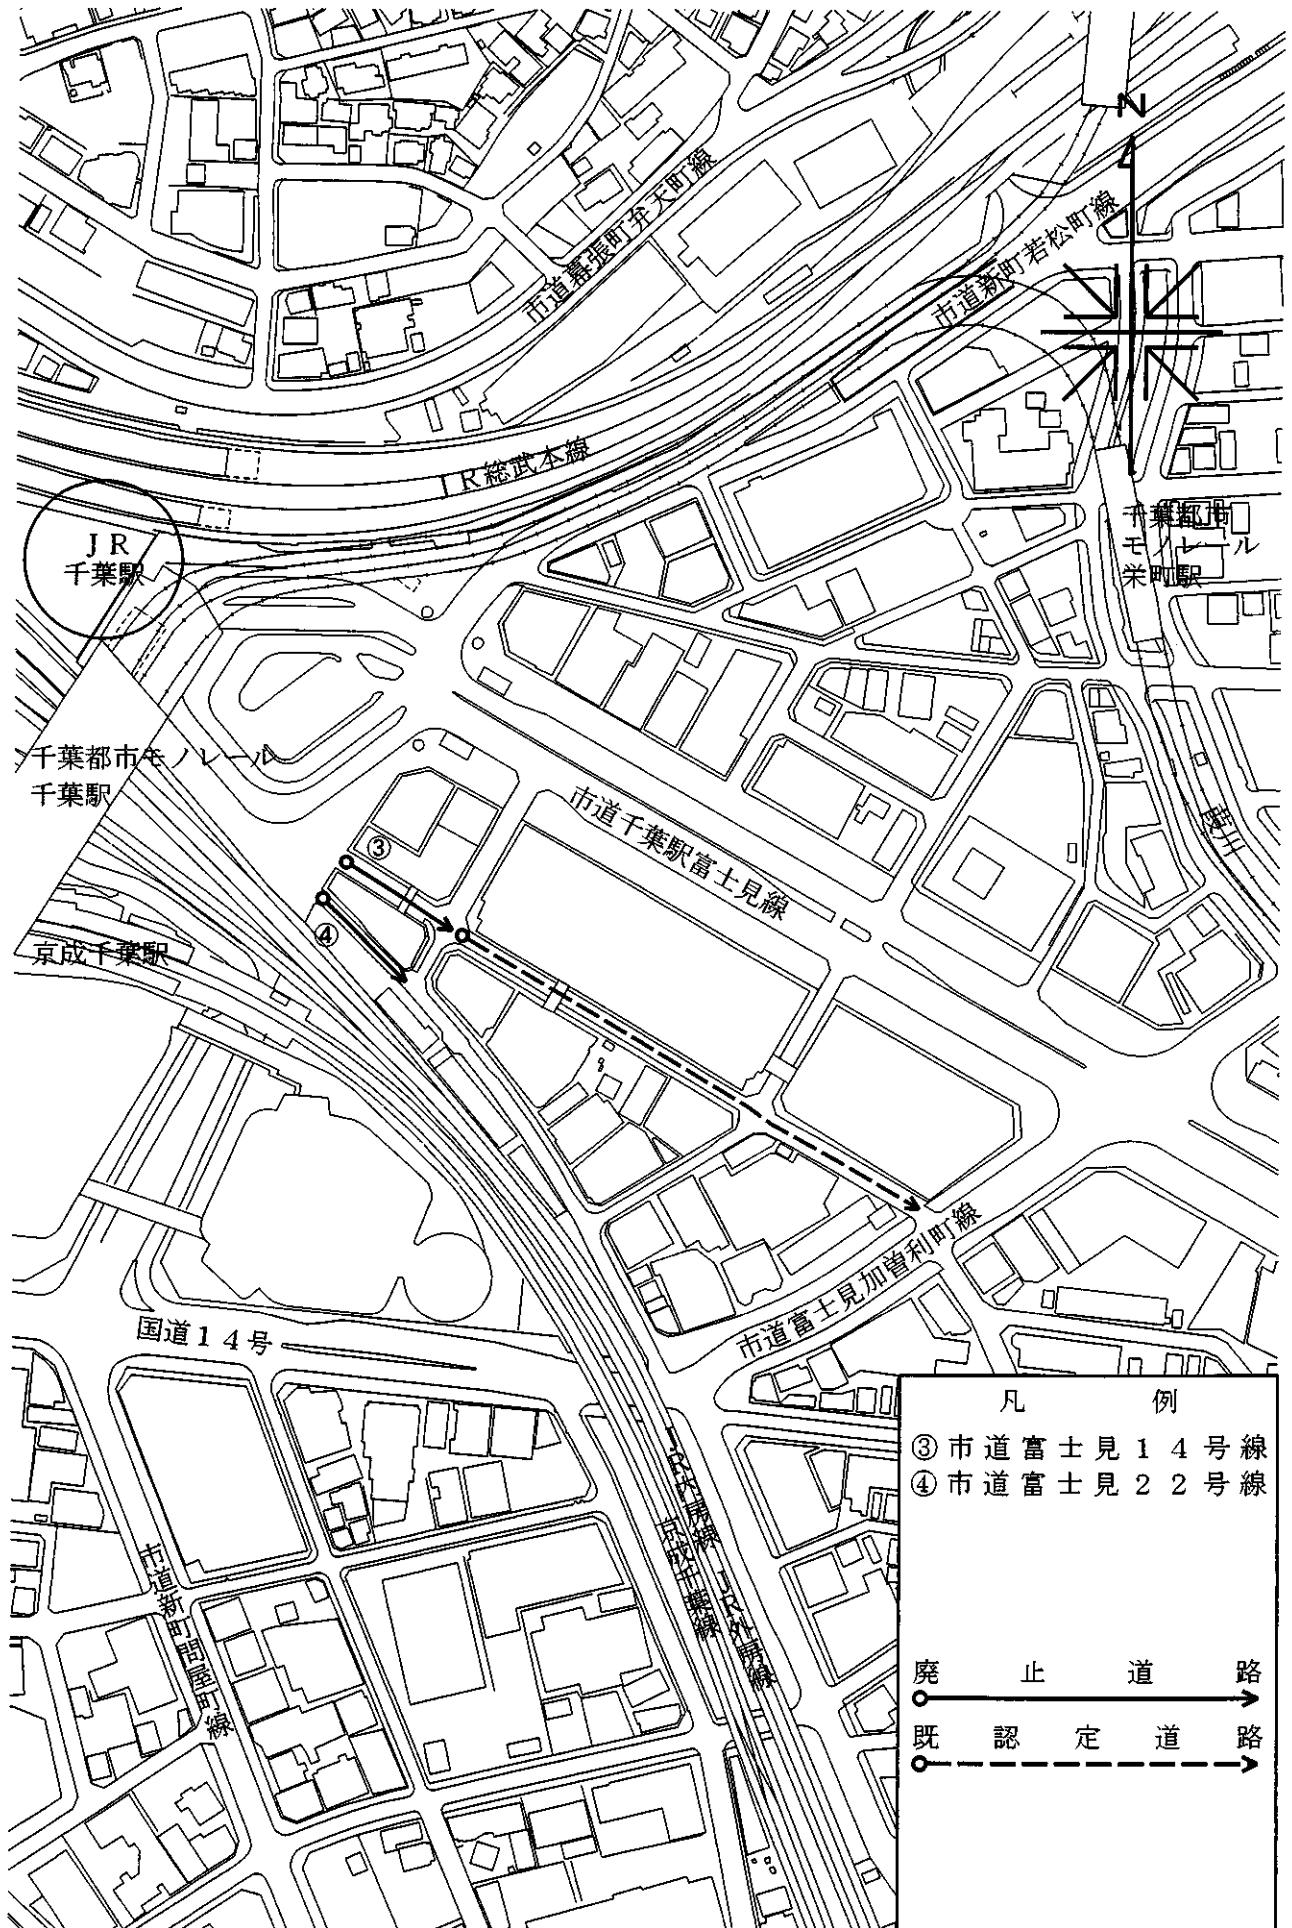 N
市道幕張町弁天町線
市道新町若松町線
JR総武本線
JR
千葉駅
千葉都市
モノレール
栄町駅
千葉都市モノレール
千葉駅
市道千葉駅富士見線
葭川
③
④
京成千葉駅
市道富士見加曽利町線
国道14号
JR内房線 JR外房線
京成千葉線
市道新町問屋町線
凡例
③市道富士見14号線
④市道富士見22号線
廃止道路
既認定道路